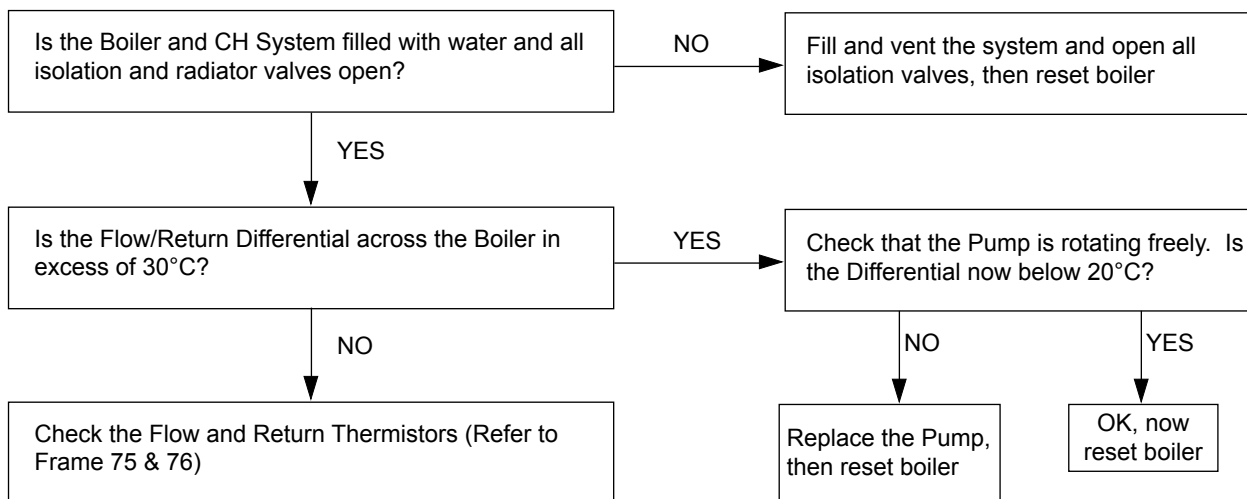 Is the Boiler and CH System filled with water and all
isolation and radiator valves open?
NO
Fill and vent the system and open all
isolation valves, then reset boiler
YES
Is the Flow/Return Differential across the Boiler in
excess of 30°C?
YES
Check that the Pump is rotating freely.  Is
the Differential now below 20°C?
NO
NO
YES
Check the Flow and Return Thermistors (Refer to
Frame 75 & 76)
Replace the Pump,
then reset boiler
OK, now
reset boiler